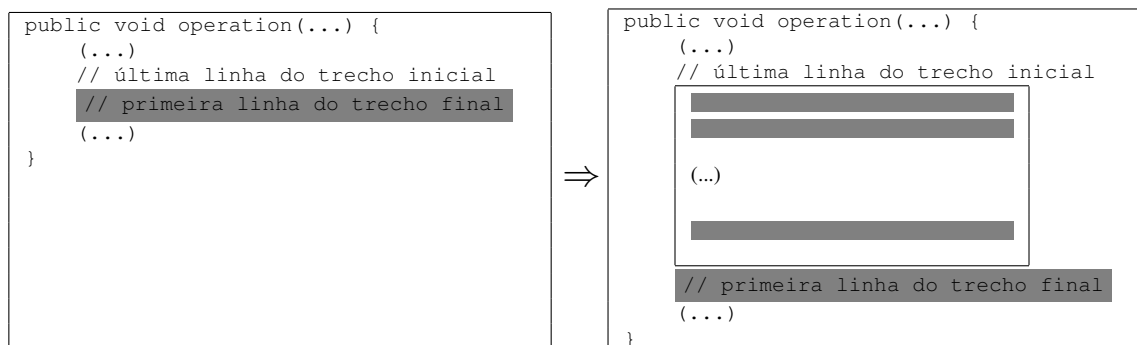 public void operation(...) {
(...)
// última linha do trecho inicial
// primeira linha do trecho final
(...)
}
⇒
public void operation(...) {
(...)
// última linha do trecho inicial
(...)
// primeira linha do trecho final
(...)
}